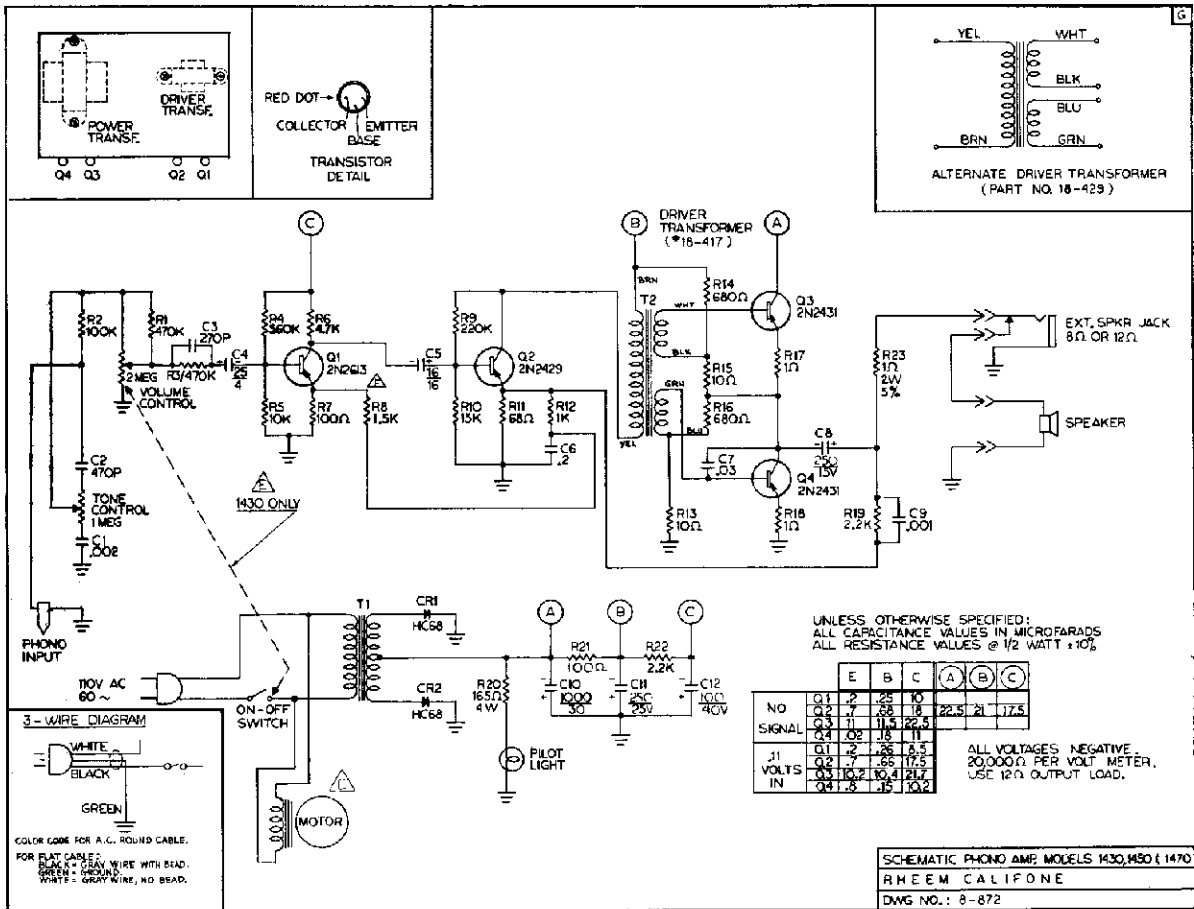 G
POWER
TRANSF.
DRIVER
TRANSF.
Q4 Q3 Q2 Q1
RED DOT
COLLECTOR EMITTER
BASE
TRANSISTOR
DETAIL
YEL WHT
BLK
BLU
BRN GRN
ALTERNATE DRIVER TRANSFORMER
(PART NO. 18-429)
C
B
DRIVER
TRANSFORMER
(*18-417)
A
R2
100K
R1
470K
C3
270P
R3/470K
2 MEG
VOLUME
CONTROL
C4
25
4
R4
360K
R6
4.7K
Q1
2N2613
R5
10K
R7
100Ω
R8
1.5K
C5
16
R9
220K
Q2
2N2429
R10
15K
R11
68Ω
R12
1K
C6
.2
BRN
T2
WHT
BLK
GRN
BLU
YEL
R14
680Ω
R15
10Ω
R16
680Ω
Q3
2N2431
R17
1Ω
C7
.03
Q4
2N2431
R13
10Ω
R18
1Ω
C8
250
15V
R23
1Ω
2W
5%
R19
2.2K
C9
.001
EXT. SPKR JACK
8Ω OR 12Ω
SPEAKER
C2
470P
TONE
CONTROL
1 MEG
C1
.002
E
1430 ONLY
PHONO
INPUT
110V AC
60 ~
ON-OFF
SWITCH
T1
CR1
HC68
CR2
HC68
MOTOR
R20
165Ω
4W
PILOT
LIGHT
A
B
C
R21
100Ω
R22
2.2K
C10
1000
30
C11
250
25V
C12
100
40V
UNLESS OTHERWISE SPECIFIED:
ALL CAPACITANCE VALUES IN MICROFARADS
ALL RESISTANCE VALUES @ 1/2 WATT ±10%
E B C A B C
NO
SIGNAL
Q1 .2 .25 10
Q2 .7 .68 18 22.5 21 17.5
Q3 11 11.5 22.5
Q4 .02 .18 11
.11
VOLTS
IN
Q1 .2 .26 8.5
Q2 .7 .66 17.5
Q3 10.2 10.4 21.7
Q4 .8 .15 10.2
ALL VOLTAGES NEGATIVE.
20,000Ω PER VOLT METER.
USE 12Ω OUTPUT LOAD.
3-WIRE DIAGRAM
WHITE
BLACK
GREEN
COLOR CODE FOR A.C. ROUND CABLE.
FOR FLAT CABLE:
BLACK = GRAY WIRE WITH BEAD.
GREEN = GROUND.
WHITE = GRAY WIRE, NO BEAD.
SCHEMATIC PHONO AMP. MODELS 1430,1450 ( 1470
RHEEM CALIFONE
DWG NO.: 8-872